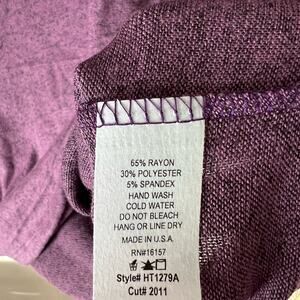 65% RAYON
30% POLYESTER
5% SPANDEX
HAND WASH
COLD WATER
DO NOT BLEACH
HANG OR LINE DRY
MADE IN U.S.A.
RN#16157
Style# HT1279A
Cut# 2011